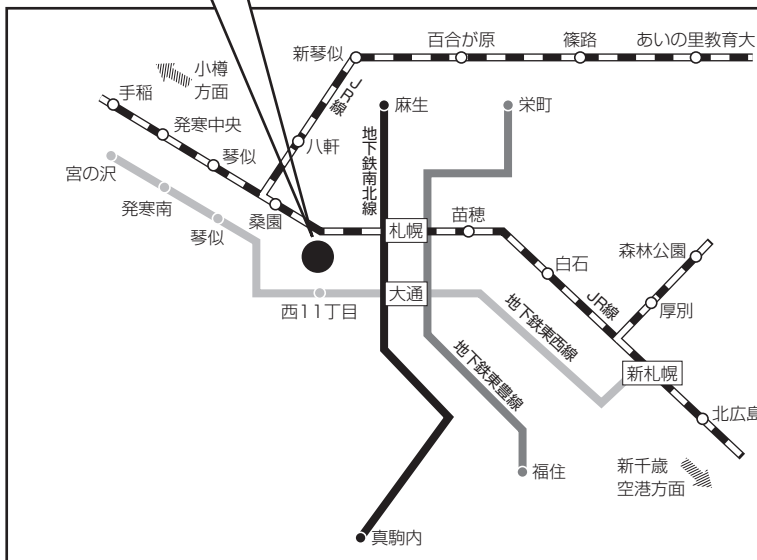 新琴似
百合が原
篠路
あいの里教育大
小樽
方面
手稲
発寒中央
琴似
八軒
JR線
麻生
栄町
地下鉄南北線
宮の沢
発寒南
琴似
桑園
札幌
苗穂
白石
森林公園
厚別
JR線
西11丁目
大通
地下鉄東西線
新札幌
地下鉄東豊線
北広島
福住
新千歳
空港方面
真駒内